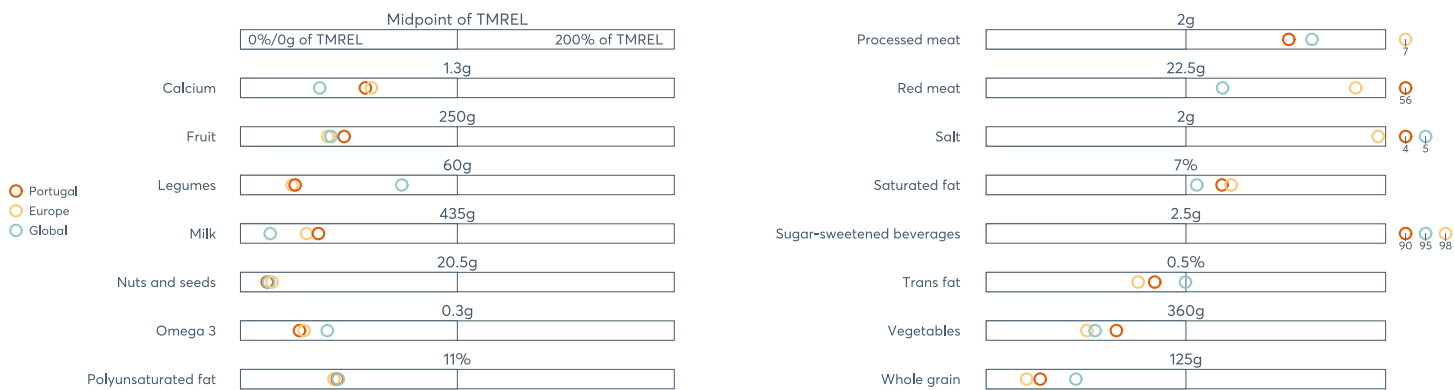 Midpoint of TMREL
0%/0g of TMREL
200% of TMREL
Calcium
1.3g
Fruit
250g
Legumes
60g
Milk
435g
Nuts and seeds
20.5g
Omega 3
0.3g
Polyunsaturated fat
11%
Portugal
Europe
Global
Processed meat
2g
7
Red meat
22.5g
56
Salt
2g
4 5
Saturated fat
7%
Sugar-sweetened beverages
2.5g
90 95 98
Trans fat
0.5%
Vegetables
360g
Whole grain
125g